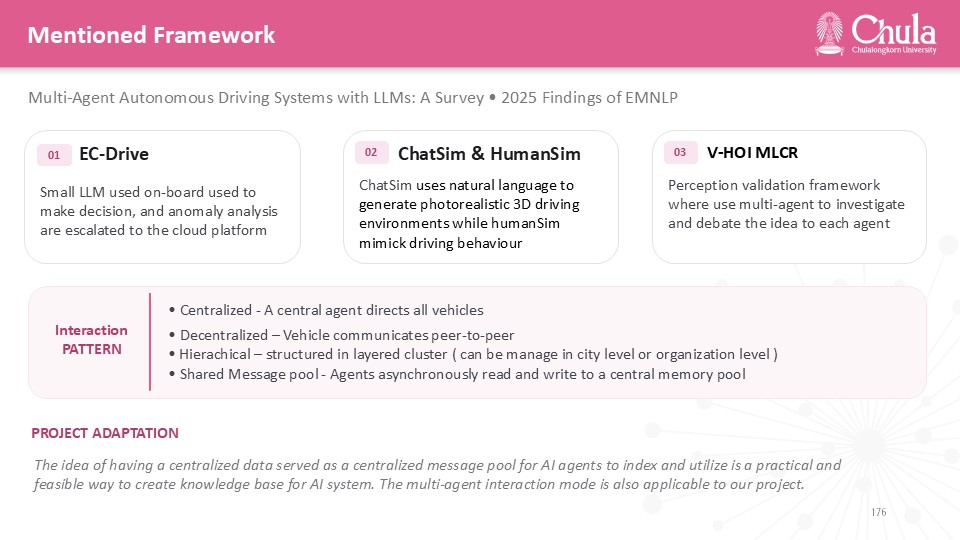 Mentioned Framework
Chula
Chulalongkorn University
Multi-Agent Autonomous Driving Systems with LLMs: A Survey • 2025 Findings of EMNLP
01 EC-Drive
Small LLM used on-board used to
make decision, and anomaly analysis
are escalated to the cloud platform
02 ChatSim & HumanSim
ChatSim uses natural language to
generate photorealistic 3D driving
environments while humanSim
mimick driving behaviour
03 V-HOI MLCR
Perception validation framework
where use multi-agent to investigate
and debate the idea to each agent
Interaction
PATTERN
• Centralized - A central agent directs all vehicles
• Decentralized – Vehicle communicates peer-to-peer
• Hierachical – structured in layered cluster ( can be manage in city level or organization level )
• Shared Message pool - Agents asynchronously read and write to a central memory pool
PROJECT ADAPTATION
The idea of having a centralized data served as a centralized message pool for AI agents to index and utilize is a practical and
feasible way to create knowledge base for AI system. The multi-agent interaction mode is also applicable to our project.
176